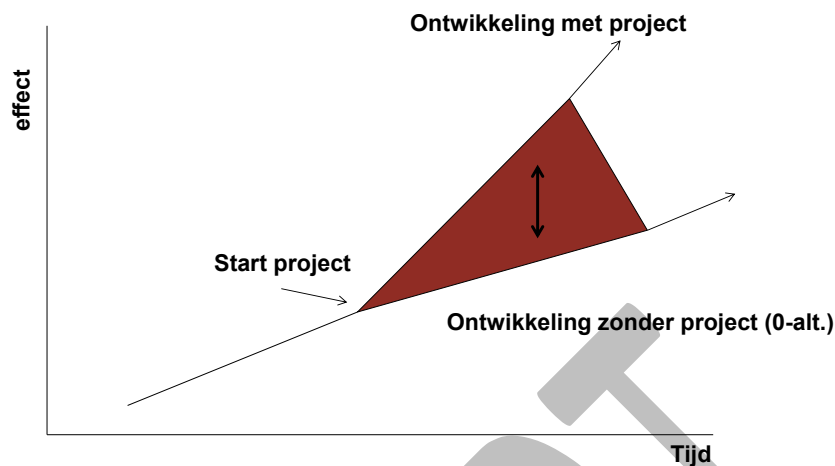 Ontwikkeling met project
effect
Start project
Ontwikkeling zonder project (0-alt.)
Tijd